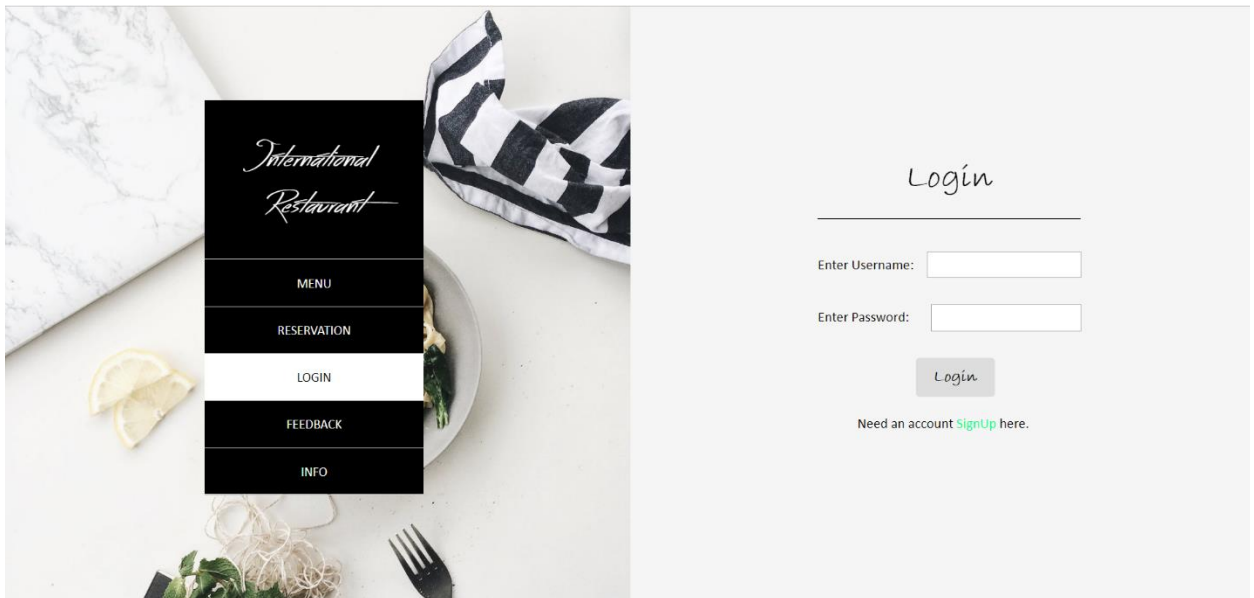 International
Restaurant
MENU
RESERVATION
LOGIN
FEEDBACK
INFO
Login
Enter Username:
Enter Password:
Login
Need an account SignUp here.